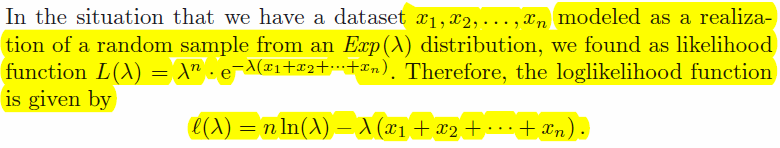 In the situation that we have a dataset x₁, x₂, . . . , xₙ modeled as a realiza-
tion of a random sample from an Exp(λ) distribution, we found as likelihood
function L(λ) = λⁿ · e^{−λ(x₁+x₂+···+xₙ)}. Therefore, the loglikelihood function
is given by
ℓ(λ) = n ln(λ) − λ (x₁ + x₂ + · · · + xₙ) .